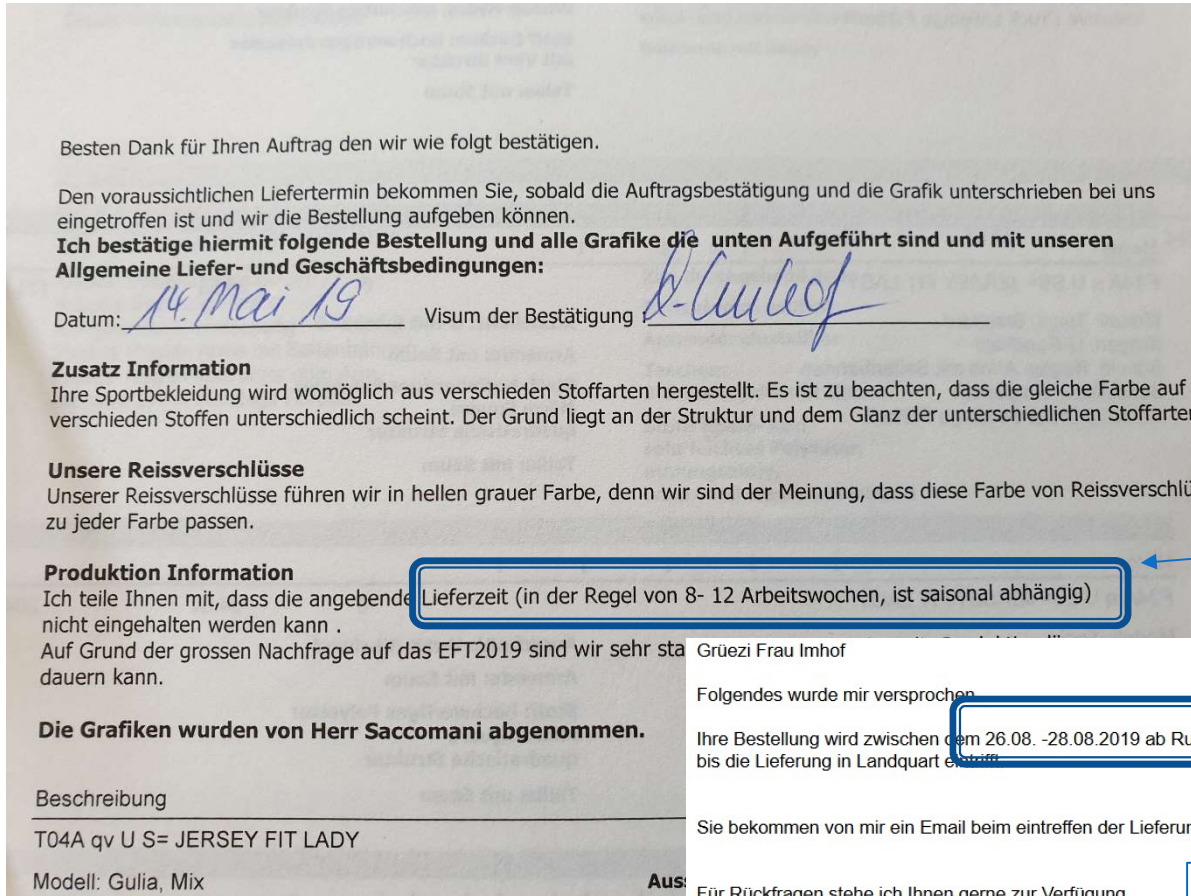 Besten Dank für Ihren Auftrag den wir wie folgt bestätigen.
Den voraussichtlichen Liefertermin bekommen Sie, sobald die Auftragsbestätigung und die Grafik unterschrieben bei uns
eingetroffen ist und wir die Bestellung aufgeben können.
Ich bestätige hiermit folgende Bestellung und alle Grafike die unten Aufgeführt sind und mit unseren
Allgemeine Liefer- und Geschäftsbedingungen:
Datum: 14. Mai 19 Visum der Bestätigung : R. Imhof
Zusatz Information
Ihre Sportbekleidung wird womöglich aus verschieden Stoffarten hergestellt. Es ist zu beachten, dass die gleiche Farbe auf
verschieden Stoffen unterschiedlich scheint. Der Grund liegt an der Struktur und dem Glanz der unterschiedlichen Stoffarten
Unsere Reissverschlüsse
Unserer Reissverschlüsse führen wir in hellen grauer Farbe, denn wir sind der Meinung, dass diese Farbe von Reissverschlü
zu jeder Farbe passen.
Produktion Information
Ich teile Ihnen mit, dass die angebende Lieferzeit (in der Regel von 8- 12 Arbeitswochen, ist saisonal abhängig)
nicht eingehalten werden kann .
Auf Grund der grossen Nachfrage auf das EFT2019 sind wir sehr sta
dauern kann.
Die Grafiken wurden von Herr Saccomani abgenommen.
Beschreibung
T04A qv U S= JERSEY FIT LADY
Modell: Gulia, Mix
Aus
Grüezi Frau Imhof
Folgendes wurde mir versprochen
Ihre Bestellung wird zwischen dem 26.08. -28.08.2019 ab Ru
bis die Lieferung in Landquart eintrifft.
Sie bekommen von mir ein Email beim eintreffen der Lieferun
Für Rückfragen stehe ich Ihnen gerne zur Verfügung